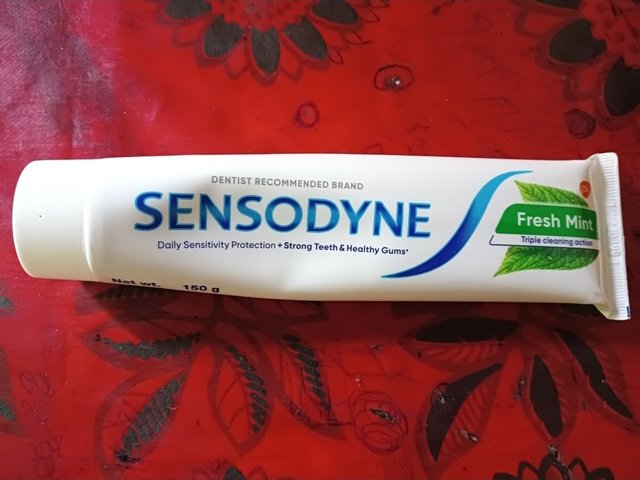 DENTIST RECOMMENDED BRAND
SENSODYNE
Daily Sensitivity Protection + Strong Teeth & Healthy Gums*
Fresh Mint
Triple cleaning action
Net wt. 150 g